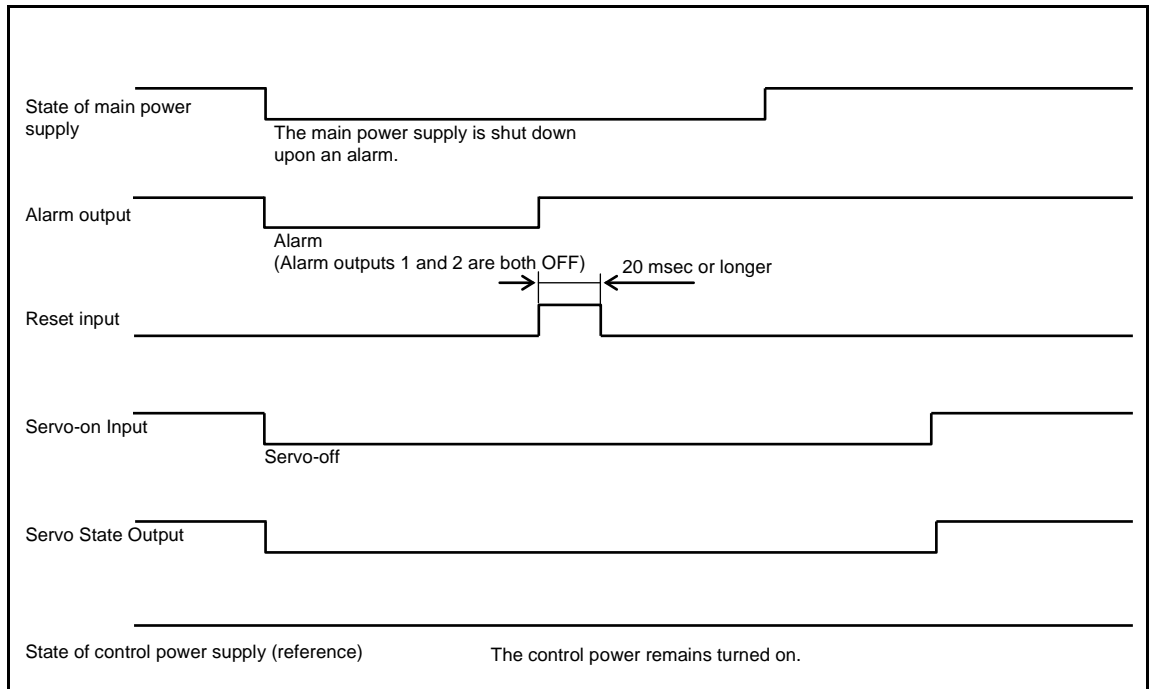 State of main power
supply
The main power supply is shut down
upon an alarm.
Alarm output
Alarm
(Alarm outputs 1 and 2 are both OFF)
20 msec or longer
Reset input
Servo-on Input
Servo-off
Servo State Output
State of control power supply (reference)
The control power remains turned on.